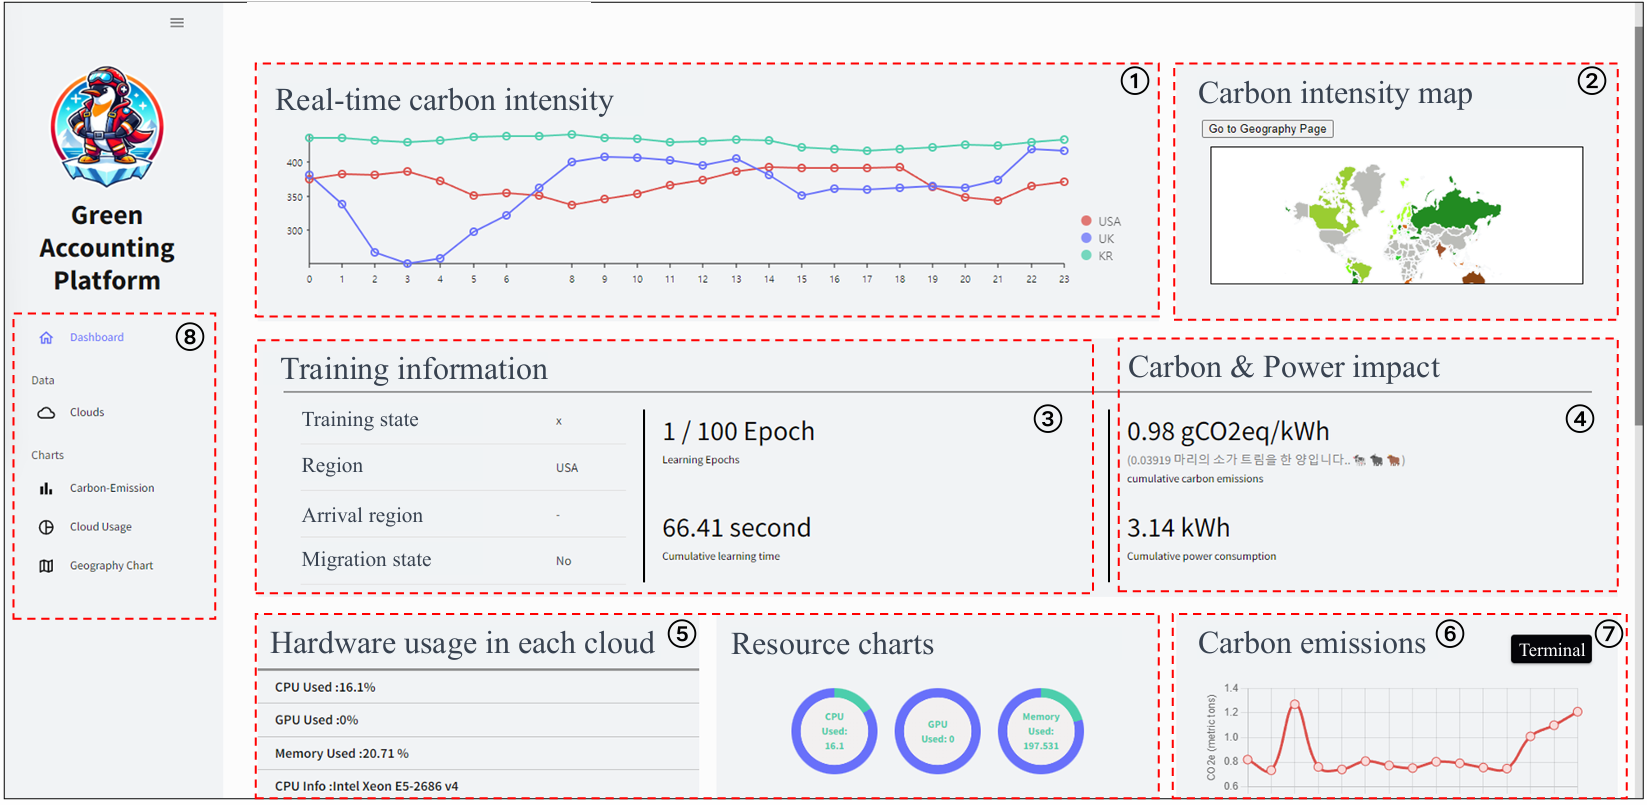 Green
Accounting
Platform
⑧
Dashboard
Data
Clouds
Charts
Carbon-Emission
Cloud Usage
Geography Chart
①
Real-time carbon intensity
400
350
300
0 1 2 3 4 5 6 8 8 9 10 11 12 13 14 15 16 17 18 19 20 21 22 23
USA
UK
KR
②
Carbon intensity map
Go to Geography Page
Training information
③
Training state x
Region USA
Arrival region -
Migration state No
1 / 100 Epoch
Learning Epochs
66.41 second
Cumulative learning time
Carbon & Power impact
④
0.98 gCO2eq/kWh
(0.03919 마리의 소가 트림을 한 양입니다.. 🐄 🐃 🐂)
cumulative carbon emissions
3.14 kWh
Cumulative power consumption
Hardware usage in each cloud ⑤
CPU Used :16.1%
GPU Used :0%
Memory Used :20.71 %
CPU Info :Intel Xeon E5-2686 v4
Resource charts
CPU
Used:
16.1
GPU
Used: 0
Memory
Used:
197.531
Carbon emissions ⑥
⑦
Terminal
CO2e (metric tons)
1.4
1.2
1.0
0.8
0.6